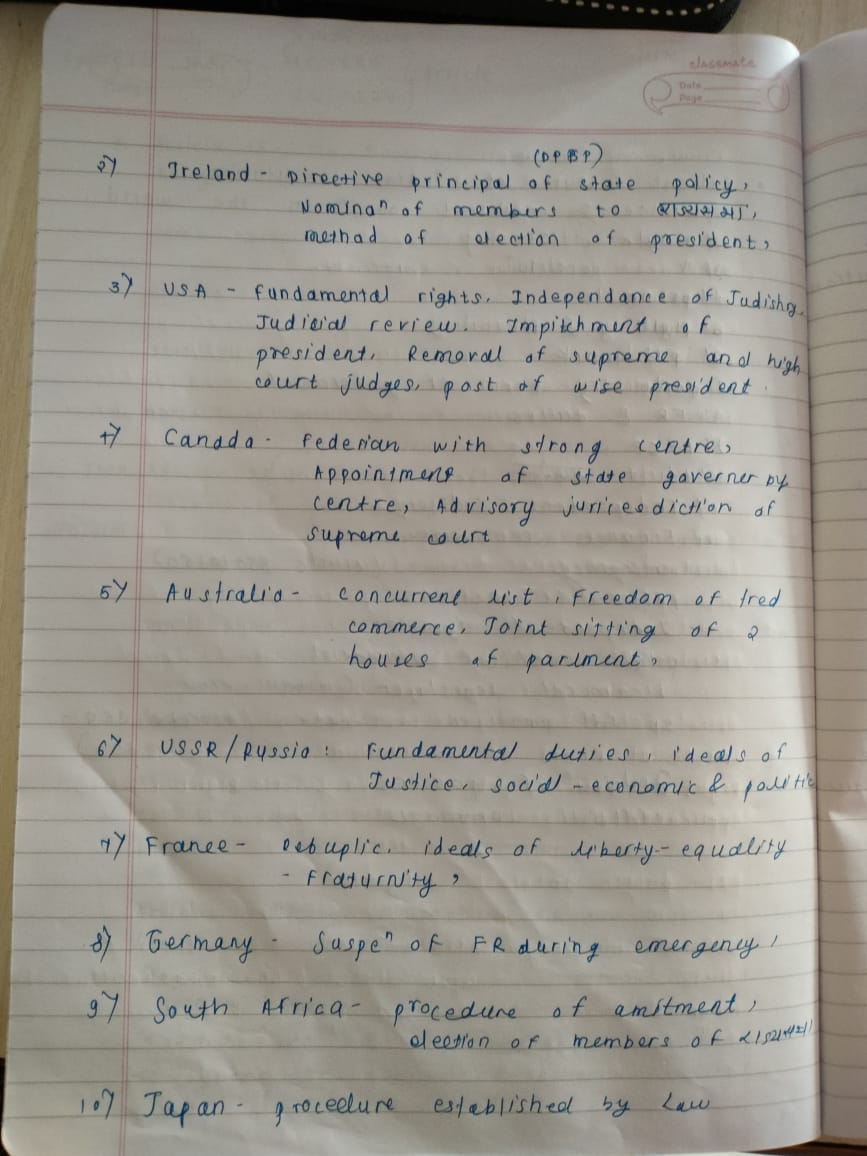 classmate
Date
Page
(DPSP)
2) Ireland - Directive principal of state policy,
Nominaⁿ of members to राज्यसभा,
methad of election of president,
3) USA - Fundamental rights. Independance of Judishry.
Judicial review. Impitchment of
president, Removal of supreme and high
court judges, post of wise president.
4) Canada - Federian with strong centre,
Appointment of state governer by
centre, Advisory juricesdiction of
supreme court
5) Australia - concurrent list, Freedom of tred
commerce, Joint sitting of 2
houses of parlment,
6) USSR/Russia: Fundamental duties, ideals of
Justice, social-economic & politic
7) France - Rebuplic, ideals of liberty-equality
- Fraturnity,
8) Germany - Suspeⁿ of FR during emergency,
9) South Africa - procedure of amitment,
election of members of राज्यसभा
10) Japan - procedure established by Law